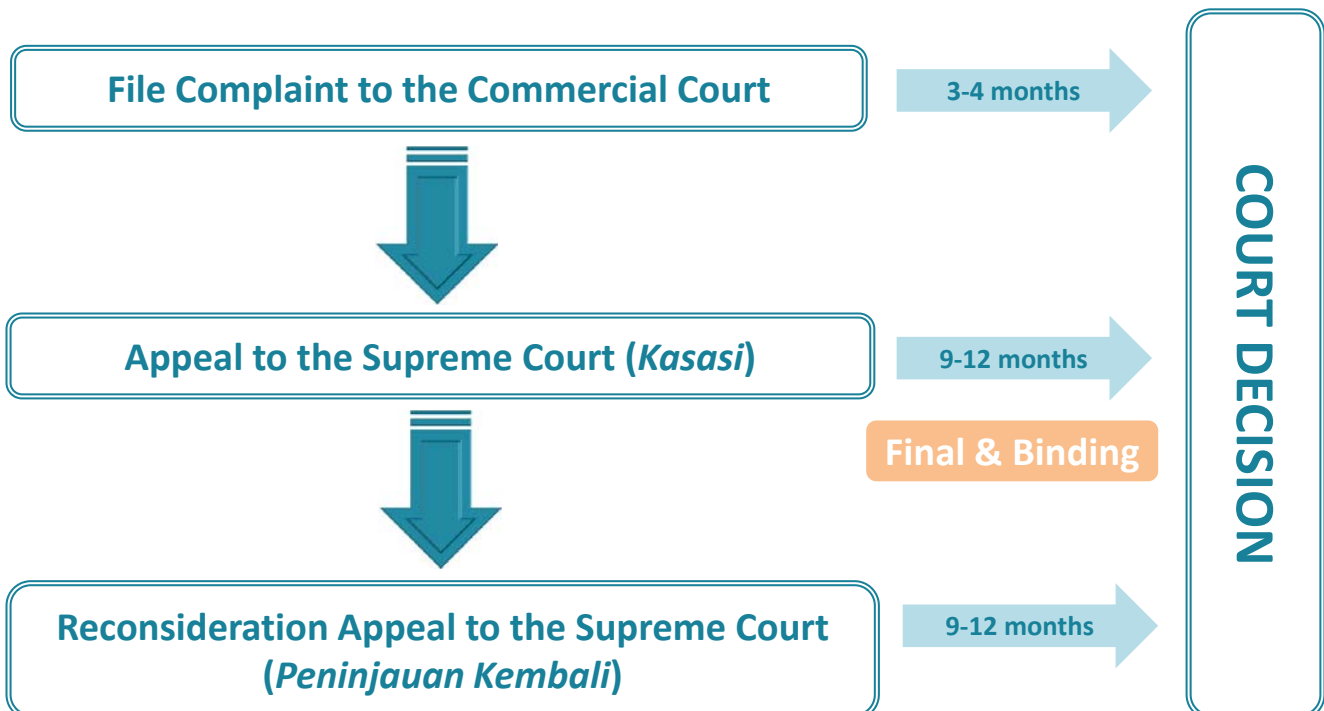 File Complaint to the Commercial Court
3-4 months
Appeal to the Supreme Court (Kasasi)
9-12 months
Final & Binding
Reconsideration Appeal to the Supreme Court
(Peninjauan Kembali)
9-12 months
COURT DECISION